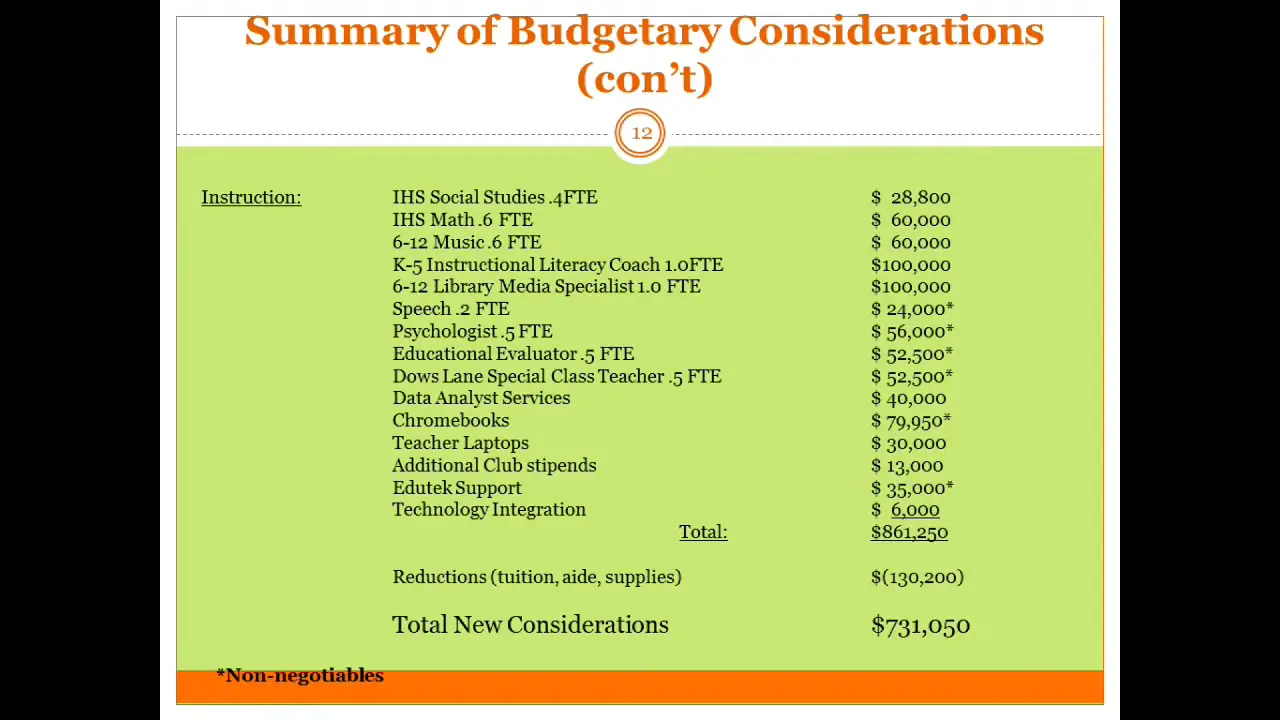 Summary of Budgetary Considerations
(con't)
12
Instruction: IHS Social Studies .4FTE $ 28,800
IHS Math .6 FTE $ 60,000
6-12 Music .6 FTE $ 60,000
K-5 Instructional Literacy Coach 1.0FTE $100,000
6-12 Library Media Specialist 1.0 FTE $100,000
Speech .2 FTE $ 24,000*
Psychologist .5 FTE $ 56,000*
Educational Evaluator .5 FTE $ 52,500*
Dows Lane Special Class Teacher .5 FTE $ 52,500*
Data Analyst Services $ 40,000
Chromebooks $ 79,950*
Teacher Laptops $ 30,000
Additional Club stipends $ 13,000
Edutek Support $ 35,000*
Technology Integration $ 6,000
Total: $861,250
Reductions (tuition, aide, supplies) $(130,200)
Total New Considerations $731,050
*Non-negotiables